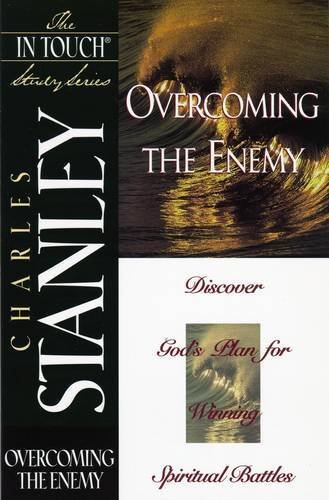 The
IN TOUCH®
Study Series
CHARLES
STANLEY
OVERCOMING
THE ENEMY
OVERCOMING
THE ENEMY
Discover
God's Plan for
Winning
Spiritual Battles